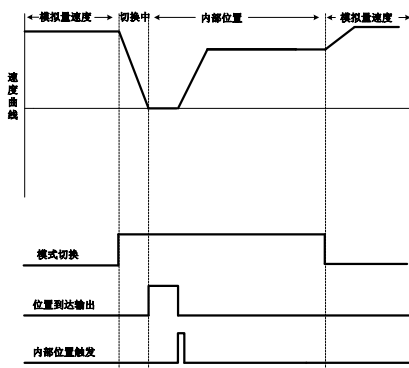 模拟量速度
切换中
内部位置
模拟量速度
速度曲线
模式切换
位置到达输出
内部位置触发